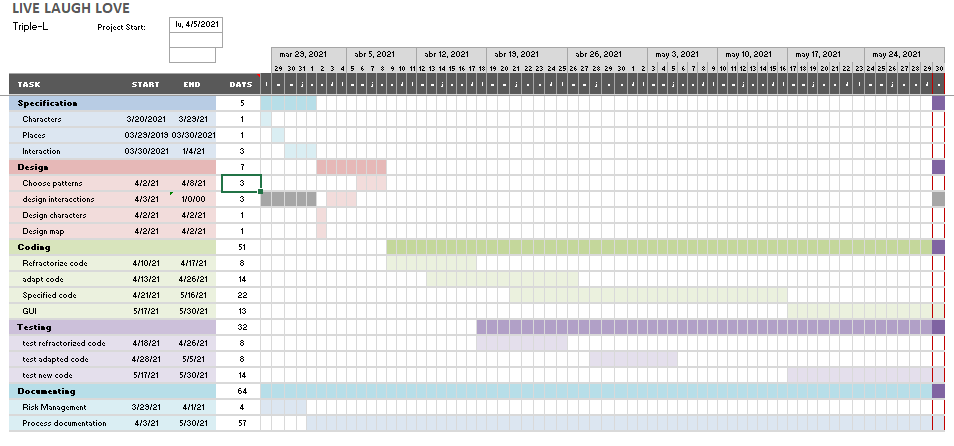 LIVE LAUGH LOVE
Triple-L Project Start: lu, 4/5/2021
mar 29, 2021 abr 5, 2021 abr 12, 2021 abr 19, 2021 abr 26, 2021 may 3, 2021 may 10, 2021 may 17, 2021 may 24, 2021
29 30 31 1 2 3 4 5 6 7 8 9 10 11 12 13 14 15 16 17 18 19 20 21 22 23 24 25 26 27 28 29 30 1 2 3 4 5 6 7 8 9 10 11 12 13 14 15 16 17 18 19 20 21 22 23 24 25 26 27 28 29 30
TASK START END DAYS
Specification 5
Characters 3/20/2021 3/29/21 1
Places 03/29/2019 03/30/2021 1
Interaction 03/30/2021 1/4/21 3
Design 7
Choose patterns 4/2/21 4/8/21 3
design interacctions 4/3/21 1/0/00 3
Design characters 4/2/21 4/2/21 1
Design map 4/2/21 4/2/21 1
Coding 51
Refractorize code 4/10/21 4/17/21 8
adapt code 4/13/21 4/26/21 14
Specified code 4/21/21 5/16/21 22
GUI 5/17/21 5/30/21 13
Testing 32
test refractorized code 4/18/21 4/26/21 8
test adapted code 4/28/21 5/5/21 8
test new code 5/17/21 5/30/21 14
Documenting 64
Risk Management 3/29/21 4/1/21 4
Process documentation 4/3/21 5/30/21 57